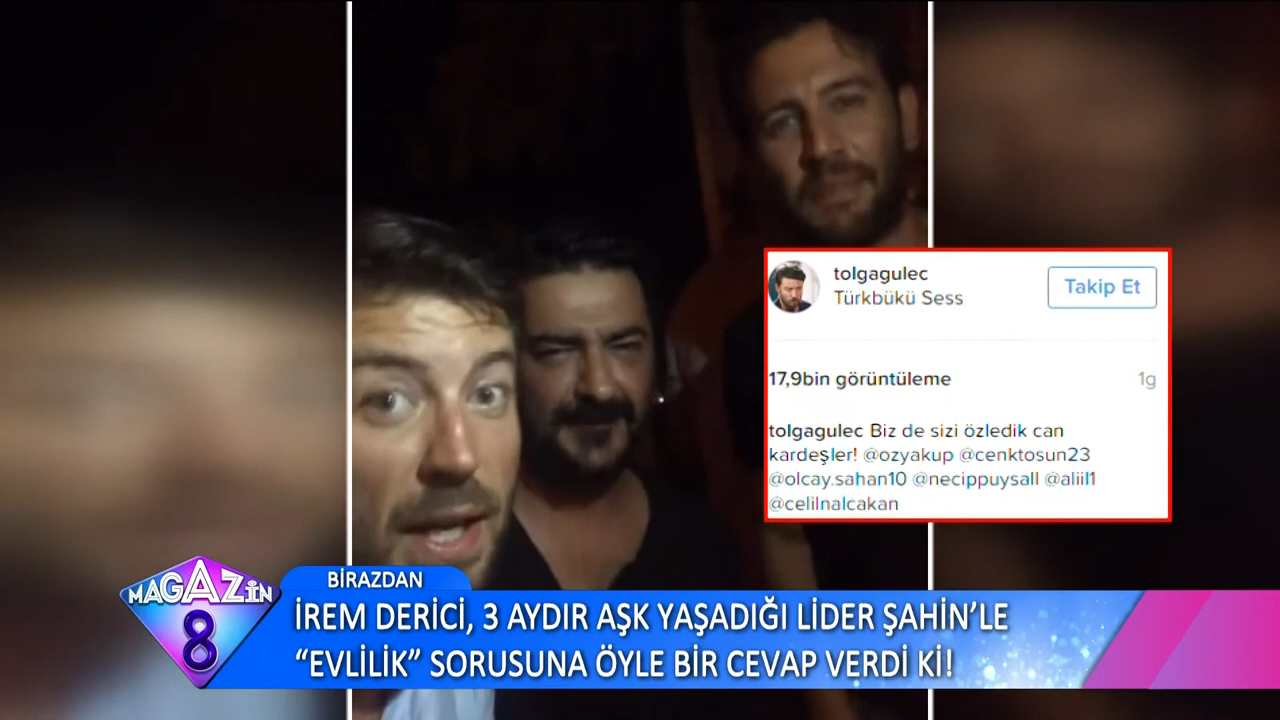 tolgagulec
Türkbükü Sess
Takip Et
17,9bin görüntüleme
1g
tolgagulec Biz de sizi özledik can
kardeşler! @ozyakup @cenktosun23
@olcay.sahan10 @necippuysall @aliil1
@celilnalcakan
MAGAZiN
8
BİRAZDAN
İREM DERİCİ, 3 AYDIR AŞK YAŞADIĞI LİDER ŞAHİN’LE
“EVLİLİK” SORUSUNA ÖYLE BİR CEVAP VERDİ Kİ!